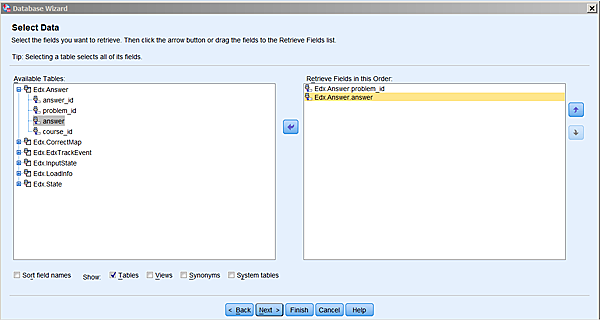 Database Wizard
Select Data
Select the fields you want to retrieve. Then click the arrow button or drag the fields to the Retrieve Fields list.
Tip: Selecting a table selects all of its fields.
Available Tables:
Edx.Answer
answer_id
problem_id
answer
course_id
Edx.CorrectMap
Edx.EdxTrackEvent
Edx.InputState
Edx.LoadInfo
Edx.State
Retrieve Fields in this Order:
Edx.Answer.problem_id
Edx.Answer.answer
Sort field names Show: Tables Views Synonyms System tables
< Back Next > Finish Cancel Help